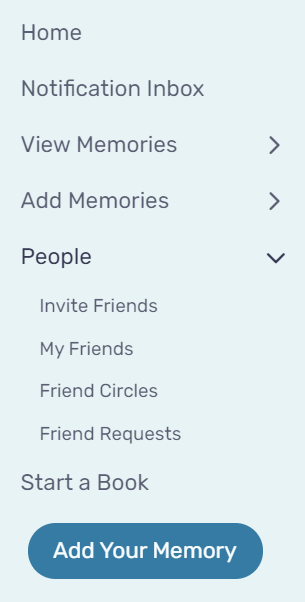 Home
Notification Inbox
View Memories
Add Memories
People
Invite Friends
My Friends
Friend Circles
Friend Requests
Start a Book
Add Your Memory